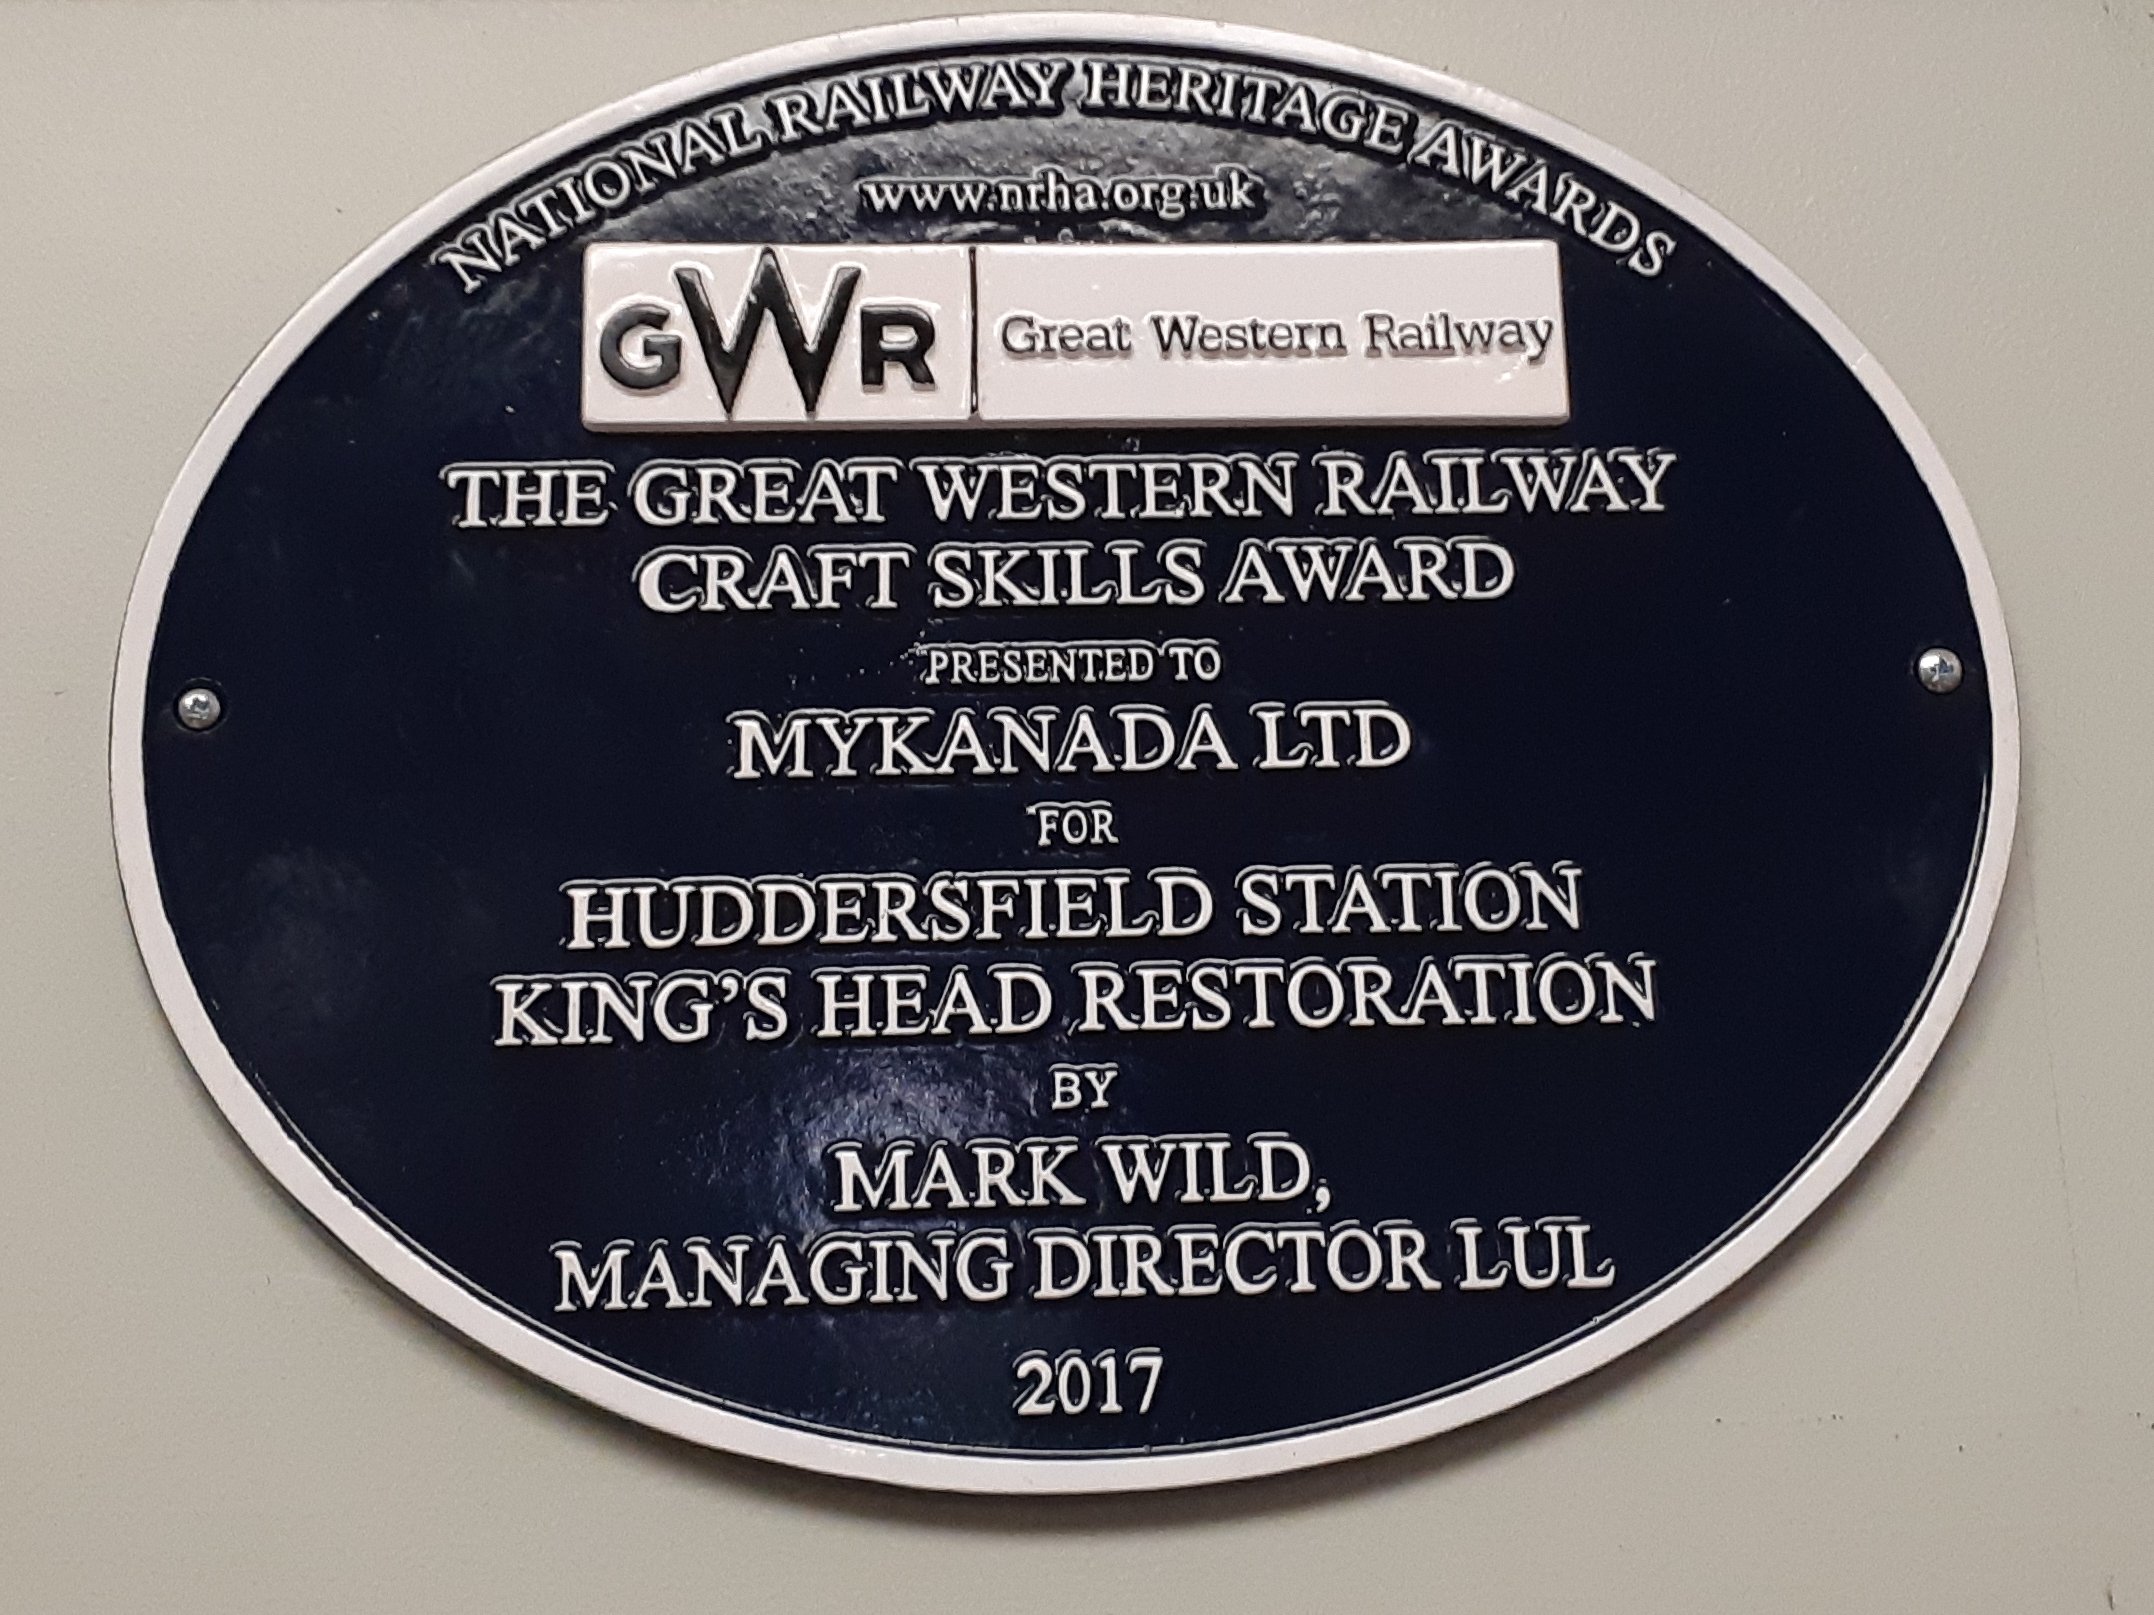 NATIONAL RAILWAY HERITAGE AWARDS
www.nrha.org.uk
GWR Great Western Railway
THE GREAT WESTERN RAILWAY
CRAFT SKILLS AWARD
PRESENTED TO
MYKANADA LTD
FOR
HUDDERSFIELD STATION
KING'S HEAD RESTORATION
BY
MARK WILD,
MANAGING DIRECTOR LUL
2017